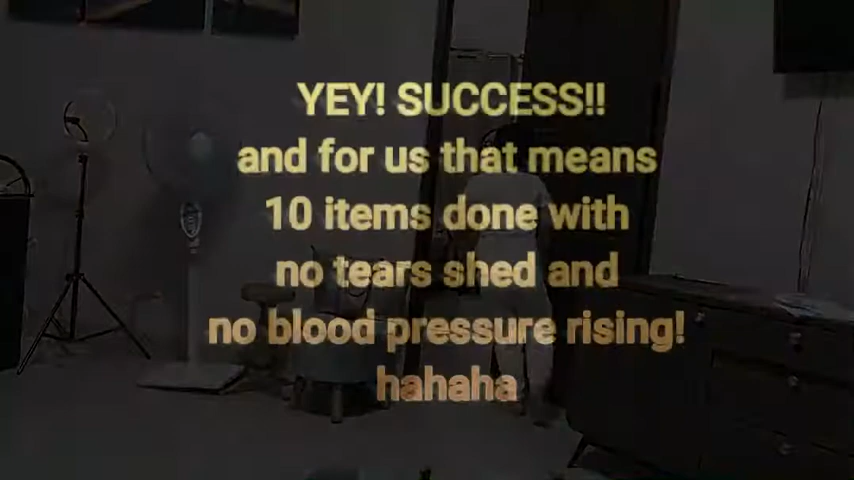 YEY! SUCCESS!!
and for us that means
10 items done with
no tears shed and
no blood pressure rising!
hahaha